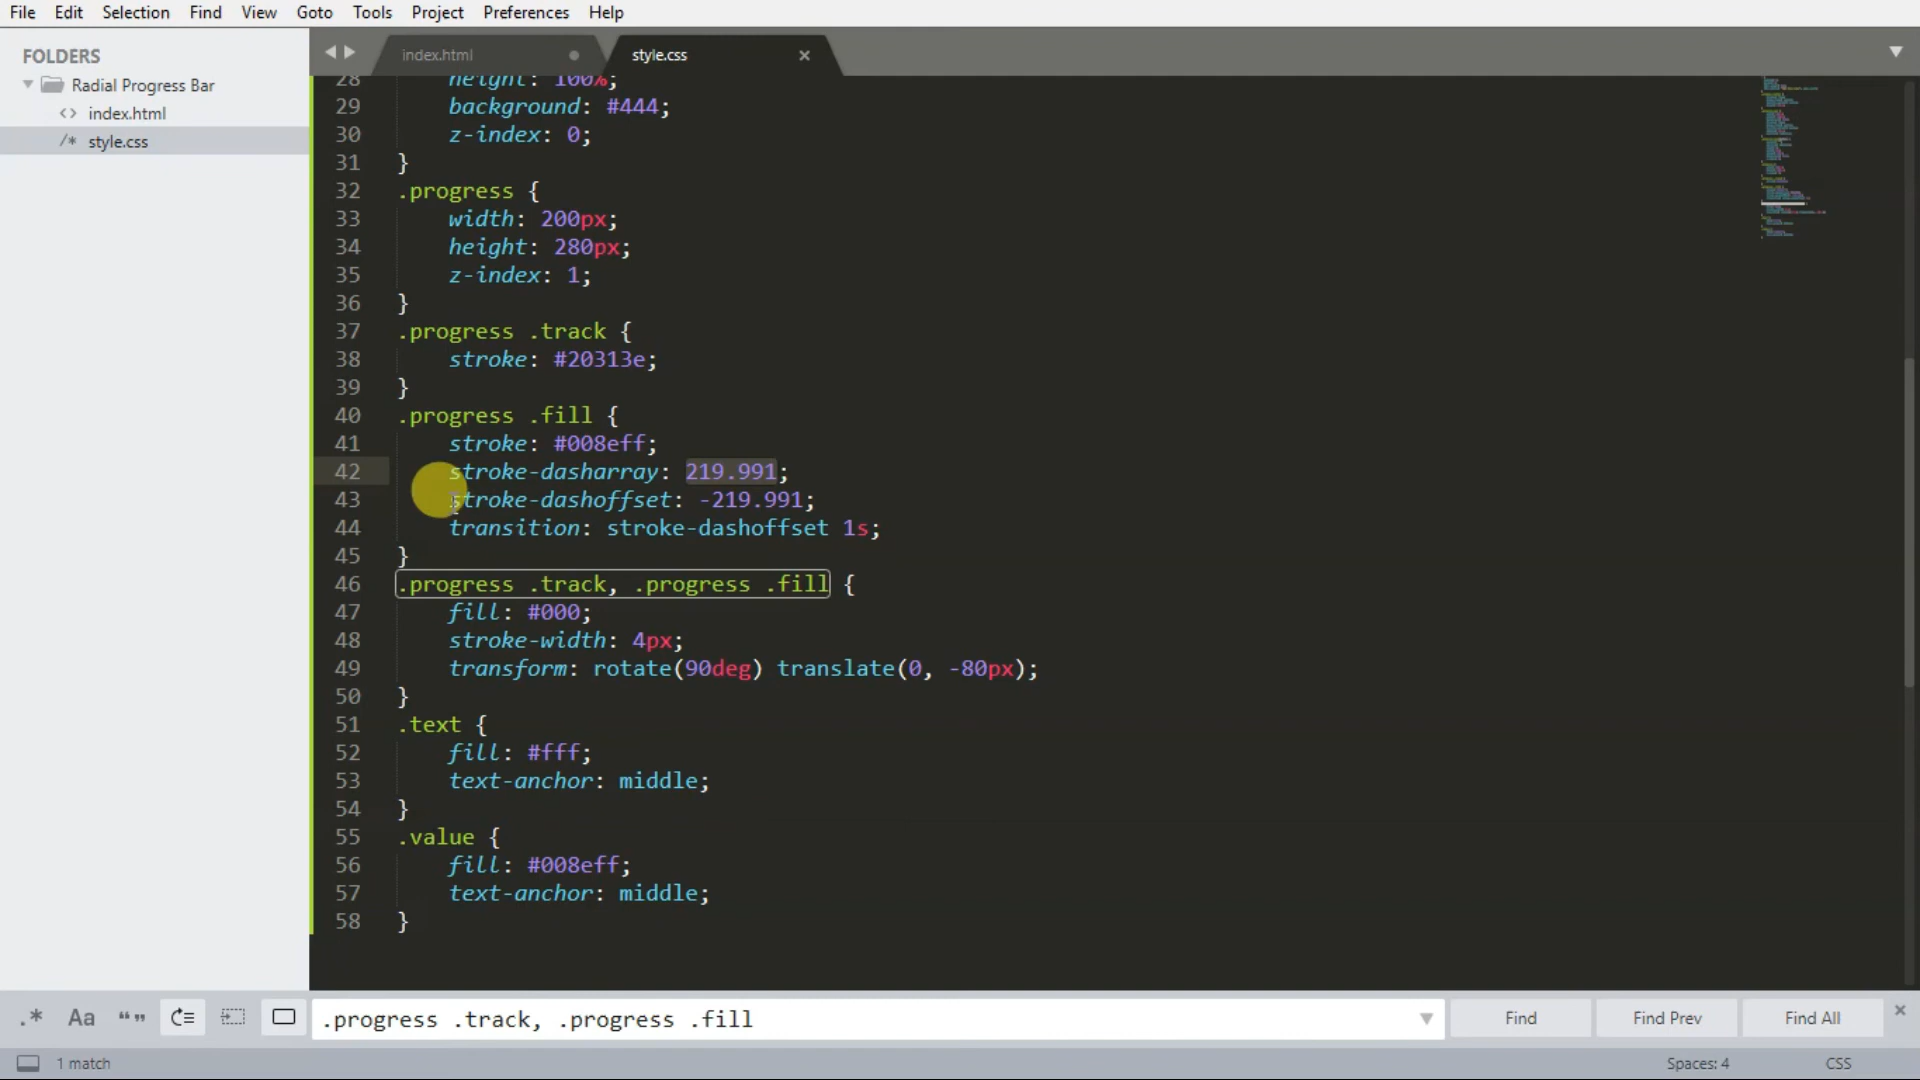 File Edit Selection Find View Goto Tools Project Preferences Help
FOLDERS
Radial Progress Bar
<> index.html
/* style.css
index.html
style.css
28 height: 100%;
29 background: #444;
30 z-index: 0;
31 }
32 .progress {
33 width: 200px;
34 height: 280px;
35 z-index: 1;
36 }
37 .progress .track {
38 stroke: #20313e;
39 }
40 .progress .fill {
41 stroke: #008eff;
42 stroke-dasharray: 219.991;
43 stroke-dashoffset: -219.991;
44 transition: stroke-dashoffset 1s;
45 }
46 .progress .track, .progress .fill {
47 fill: #000;
48 stroke-width: 4px;
49 transform: rotate(90deg) translate(0, -80px);
50 }
51 .text {
52 fill: #fff;
53 text-anchor: middle;
54 }
55 .value {
56 fill: #008eff;
57 text-anchor: middle;
58 }
.* Aa “” .progress .track, .progress .fill Find Find Prev Find All
1 match Spaces: 4 CSS